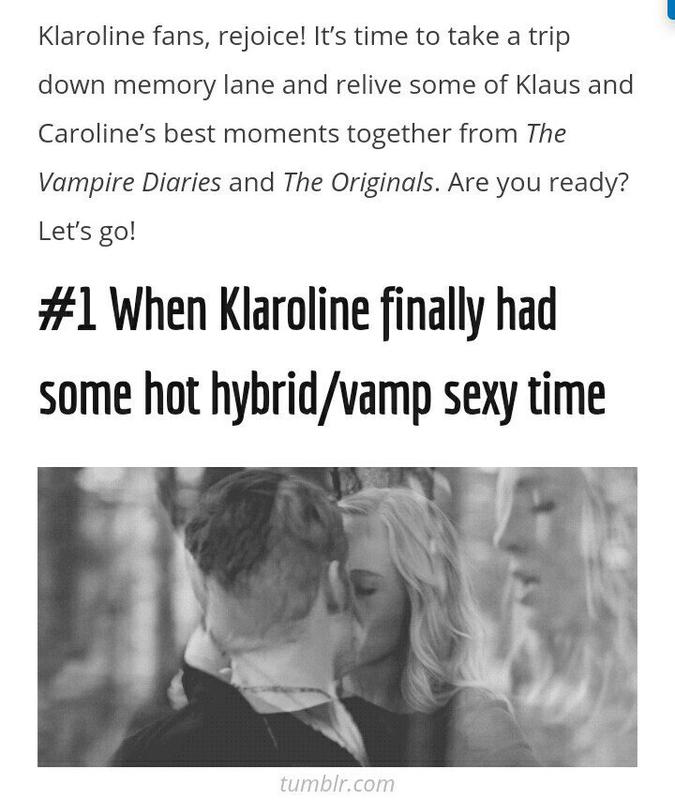 Klaroline fans, rejoice! It’s time to take a trip
down memory lane and relive some of Klaus and
Caroline’s best moments together from The
Vampire Diaries and The Originals. Are you ready?
Let’s go!
#1 When Klaroline finally had
some hot hybrid/vamp sexy time
tumblr.com